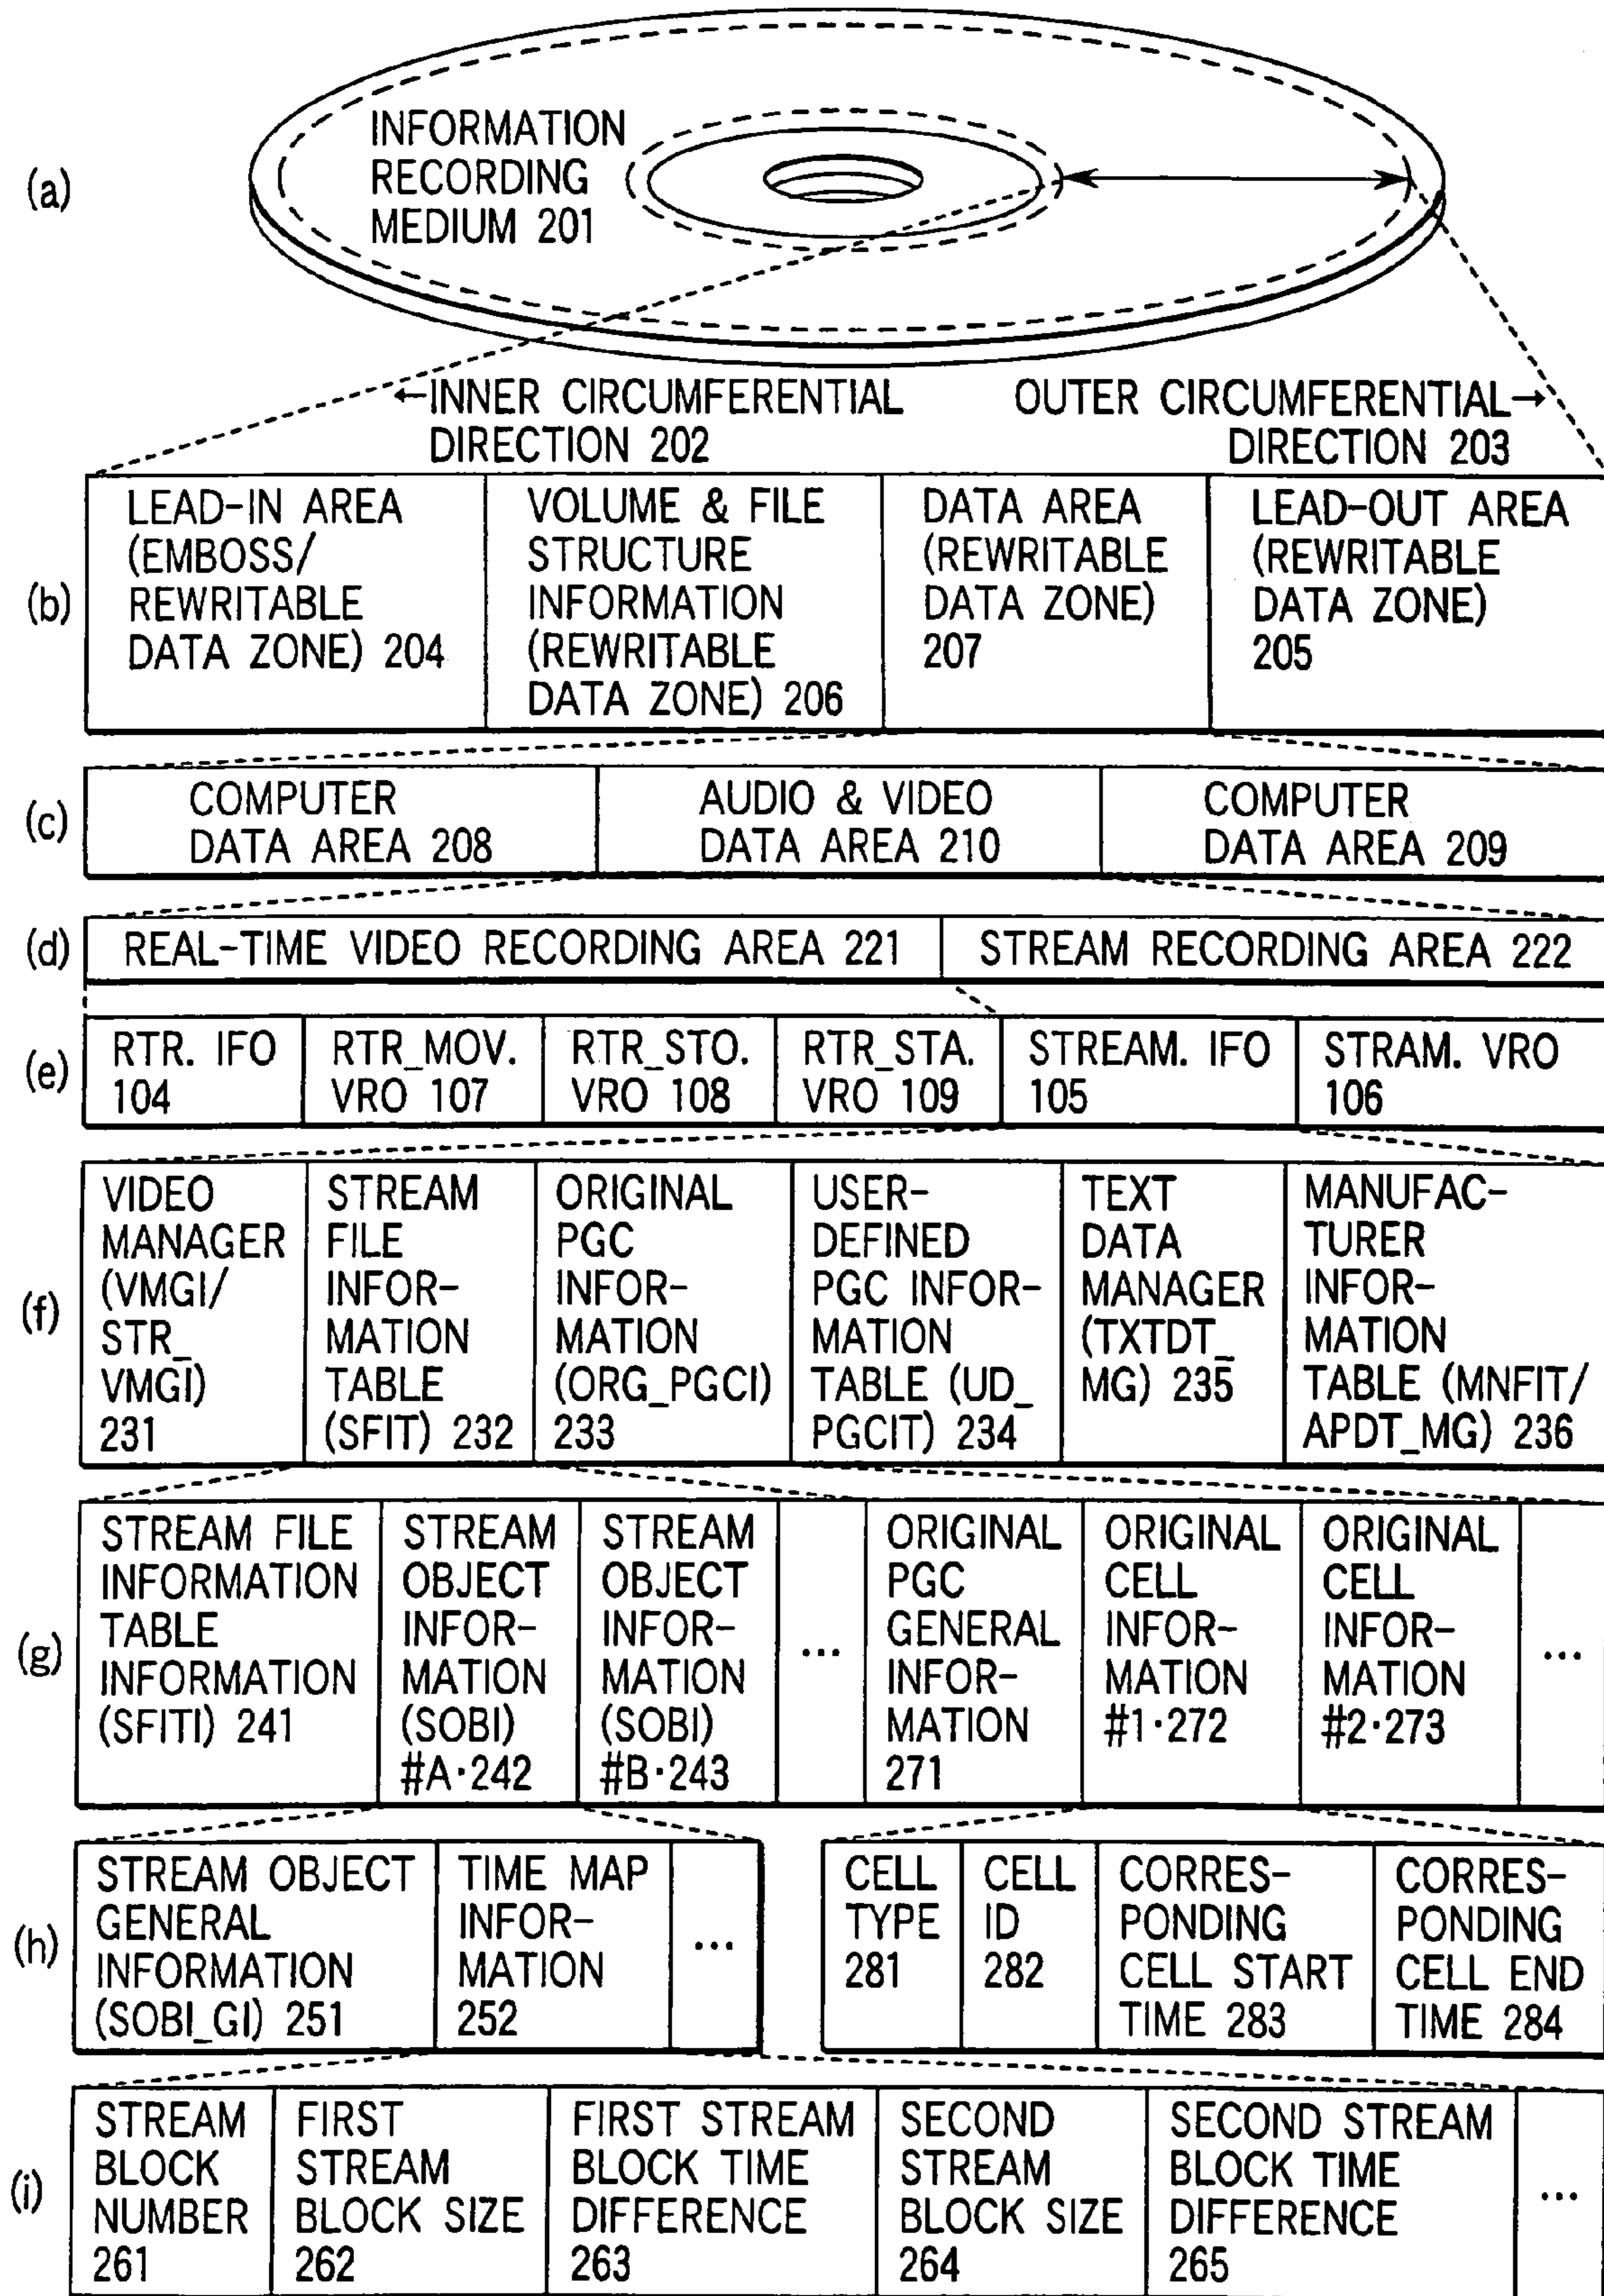 (a)
INFORMATION
RECORDING
MEDIUM 201
←INNER CIRCUMFERENTIAL
DIRECTION 202
OUTER CIRCUMFERENTIAL→
DIRECTION 203
(b)
LEAD-IN AREA
(EMBOSS/
REWRITABLE
DATA ZONE) 204
VOLUME & FILE
STRUCTURE
INFORMATION
(REWRITABLE
DATA ZONE) 206
DATA AREA
(REWRITABLE
DATA ZONE)
207
LEAD-OUT AREA
(REWRITABLE
DATA ZONE)
205
(c)
COMPUTER
DATA AREA 208
AUDIO & VIDEO
DATA AREA 210
COMPUTER
DATA AREA 209
(d)
REAL-TIME VIDEO RECORDING AREA 221
STREAM RECORDING AREA 222
(e)
RTR. IFO
104
RTR_MOV.
VRO 107
RTR_STO.
VRO 108
RTR_STA.
VRO 109
STREAM. IFO
105
STRAM. VRO
106
(f)
VIDEO
MANAGER
(VMGI/
STR_
VMGI)
231
STREAM
FILE
INFOR-
MATION
TABLE
(SFIT) 232
ORIGINAL
PGC
INFOR-
MATION
(ORG_PGCI)
233
USER-
DEFINED
PGC INFOR-
MATION
TABLE (UD_
PGCIT) 234
TEXT
DATA
MANAGER
(TXTDT_
MG) 235
MANUFAC-
TURER
INFOR-
MATION
TABLE (MNFIT/
APDT_MG) 236
(g)
STREAM FILE
INFORMATION
TABLE
INFORMATION
(SFITI) 241
STREAM
OBJECT
INFOR-
MATION
(SOBI)
#A·242
STREAM
OBJECT
INFOR-
MATION
(SOBI)
#B·243
...
ORIGINAL
PGC
GENERAL
INFOR-
MATION
271
ORIGINAL
CELL
INFOR-
MATION
#1·272
ORIGINAL
CELL
INFOR-
MATION
#2·273
...
(h)
STREAM OBJECT
GENERAL
INFORMATION
(SOBI_GI) 251
TIME MAP
INFOR-
MATION
252
...
CELL
TYPE
281
CELL
ID
282
CORRES-
PONDING
CELL START
TIME 283
CORRES-
PONDING
CELL END
TIME 284
(i)
STREAM
BLOCK
NUMBER
261
FIRST
STREAM
BLOCK SIZE
262
FIRST STREAM
BLOCK TIME
DIFFERENCE
263
SECOND
STREAM
BLOCK SIZE
264
SECOND STREAM
BLOCK TIME
DIFFERENCE
265
...